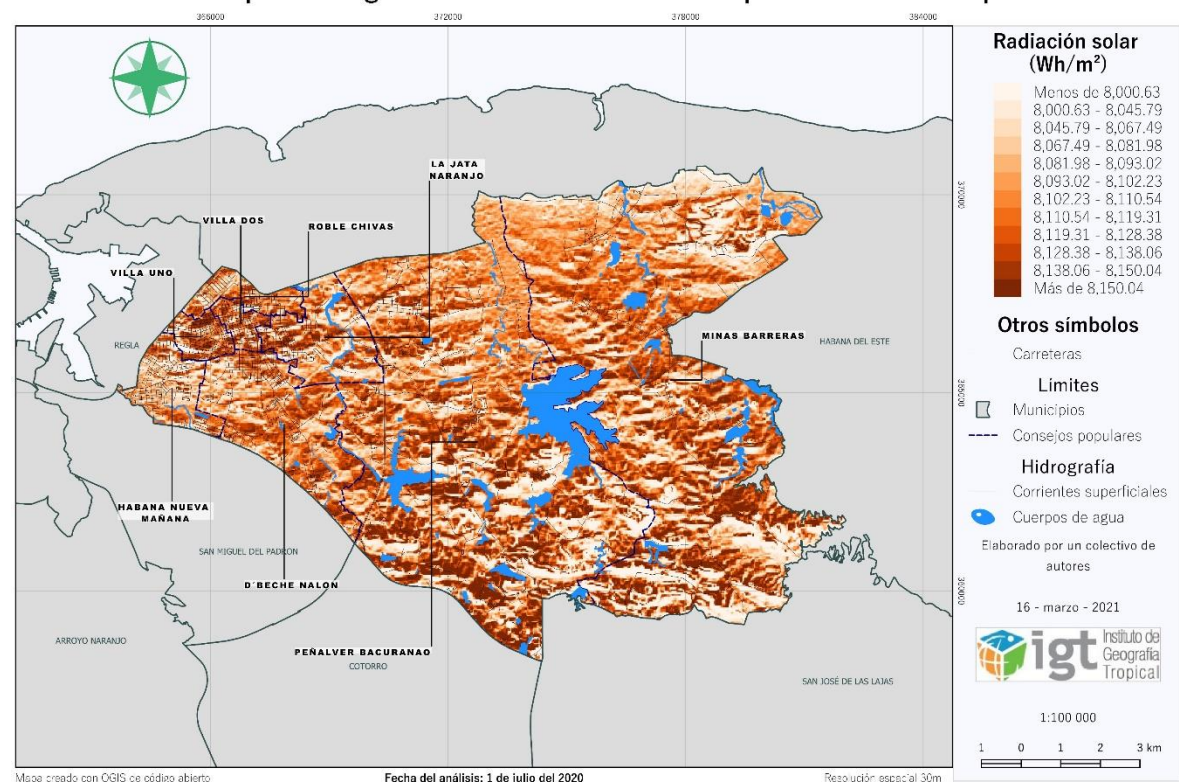 366000
372000
378000
384000
Radiación solar
(Wh/m²)
Menos de 8,000.63
8,000.63 - 8,045.79
8,045.79 - 8,067.49
8,067.49 - 8,081.98
8,081.98 - 8,093.02
8,093.02 - 8,102.23
8,102.23 - 8,110.54
8,110.54 - 8,119.31
8,119.31 - 8,128.38
8,128.38 - 8,138.06
8,138.06 - 8,150.04
Más de 8,150.04
Otros símbolos
Carreteras
Límites
Municipios
Consejos populares
Hidrografía
Corrientes superficiales
Cuerpos de agua
Elaborado por un colectivo de
autores
16 - marzo - 2021
igt
Instituto de
Geografía
Tropical
1:100 000
1 0 1 2 3 km
LA JATA
NARANJO
370000
VILLA DOS
ROBLE CHIVAS
VILLA UNO
REGLA
MINAS BARRERAS
HABANA DEL ESTE
365000
HABANA NUEVA
MAÑANA
SAN MIGUEL DEL PADRÓN
D´BECHE NALON
360000
ARROYO NARANJO
PEÑALVER BACURANAO
COTORRO
SAN JOSÉ DE LAS LAJAS
Mapa creado con QGIS de código abierto
Fecha del análisis: 1 de julio del 2020
Resolución espacial 30m